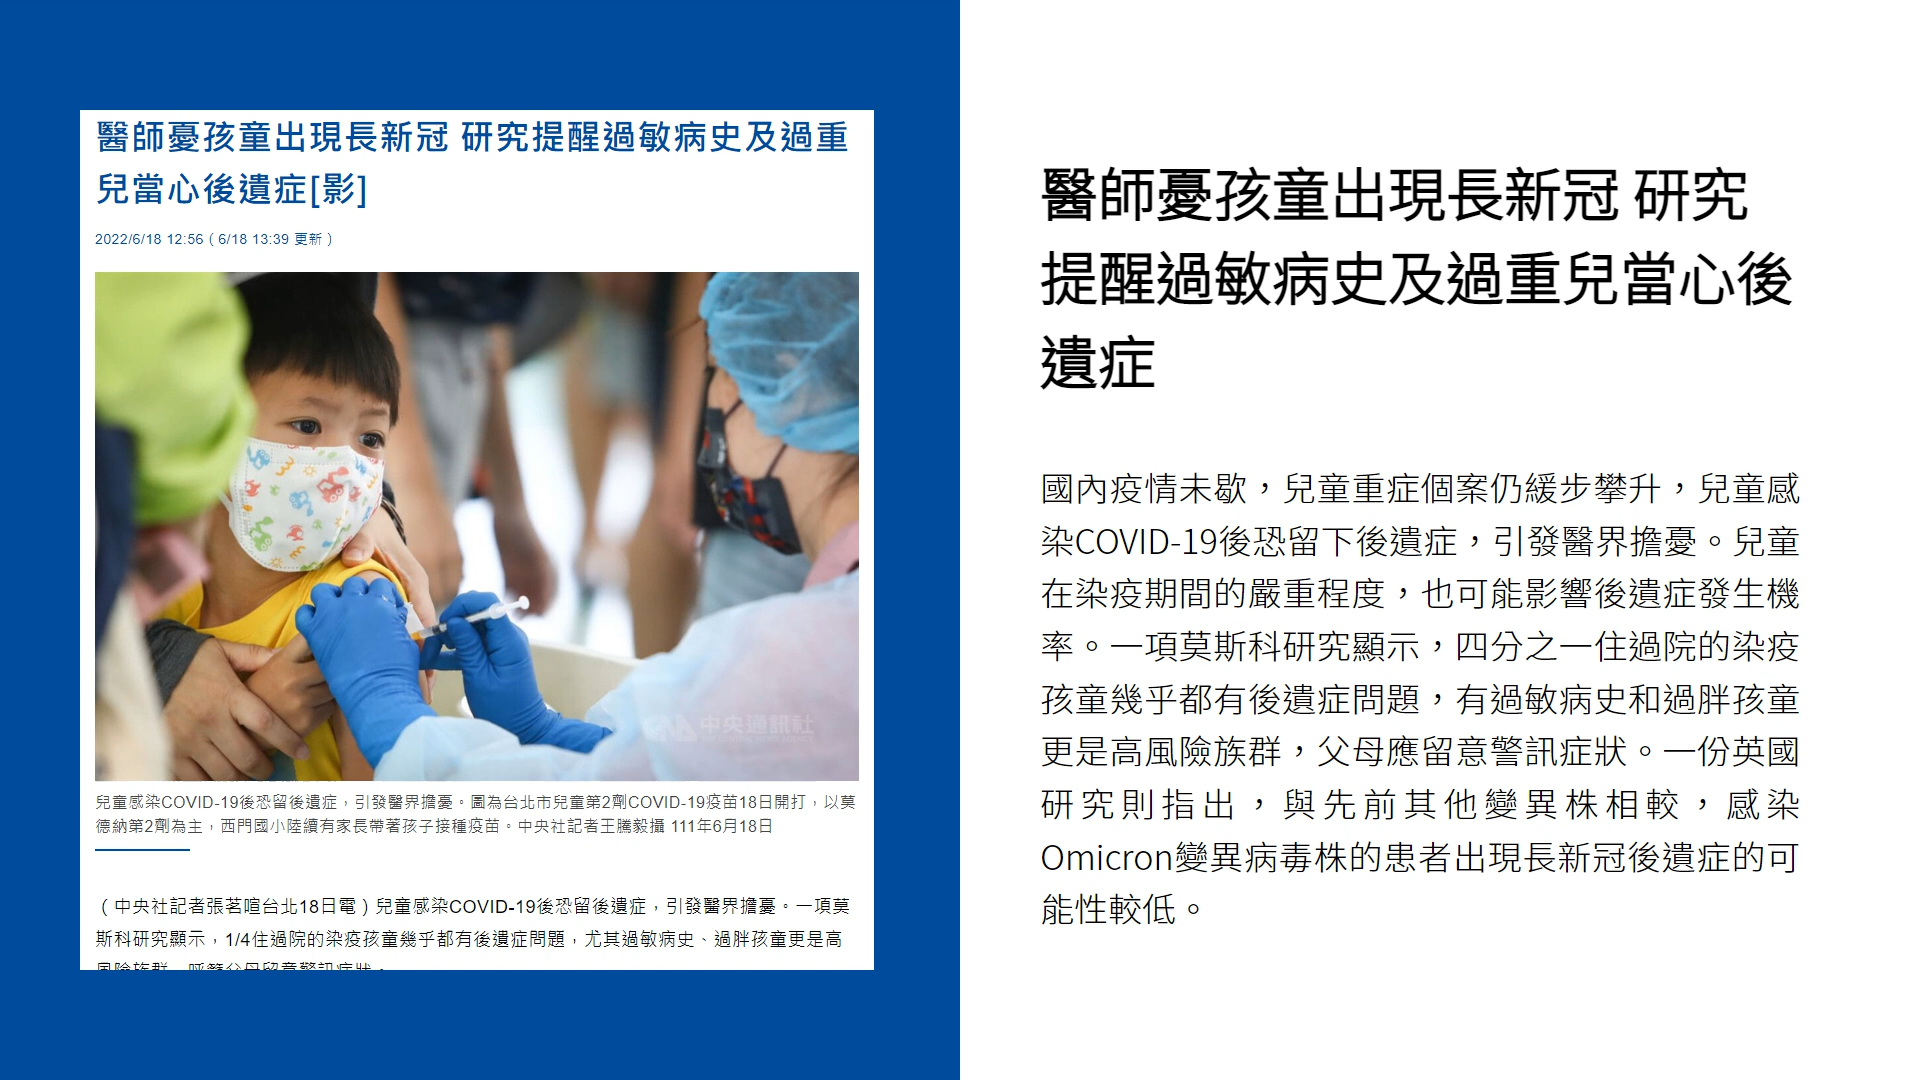 醫師憂孩童出現長新冠 研究提醒過敏病史及過重
兒當心後遺症[影]
2022/6/18 12:56（6/18 13:39 更新）
中央通訊社
兒童感染COVID-19後恐留後遺症，引發醫界擔憂。圖為台北市兒童第2劑COVID-19疫苗18日開打，以莫
德納第2劑為主，西門國小陸續有家長帶著孩子接種疫苗。中央社記者王騰毅攝 111年6月18日
（中央社記者張茗喧台北18日電）兒童感染COVID-19後恐留後遺症，引發醫界擔憂。一項莫
斯科研究顯示，1/4住過院的染疫孩童幾乎都有後遺症問題，尤其過敏病史、過胖孩童更是高
風險族群，呼籲父母留意警訊症狀。
醫師憂孩童出現長新冠 研究
提醒過敏病史及過重兒當心後
遺症
國內疫情未歇，兒童重症個案仍緩步攀升，兒童感
染COVID-19後恐留下後遺症，引發醫界擔憂。兒童
在染疫期間的嚴重程度，也可能影響後遺症發生機
率。一項莫斯科研究顯示，四分之一住過院的染疫
孩童幾乎都有後遺症問題，有過敏病史和過胖孩童
更是高風險族群，父母應留意警訊症狀。一份英國
研究則指出，與先前其他變異株相較，感染
Omicron變異病毒株的患者出現長新冠後遺症的可
能性較低。